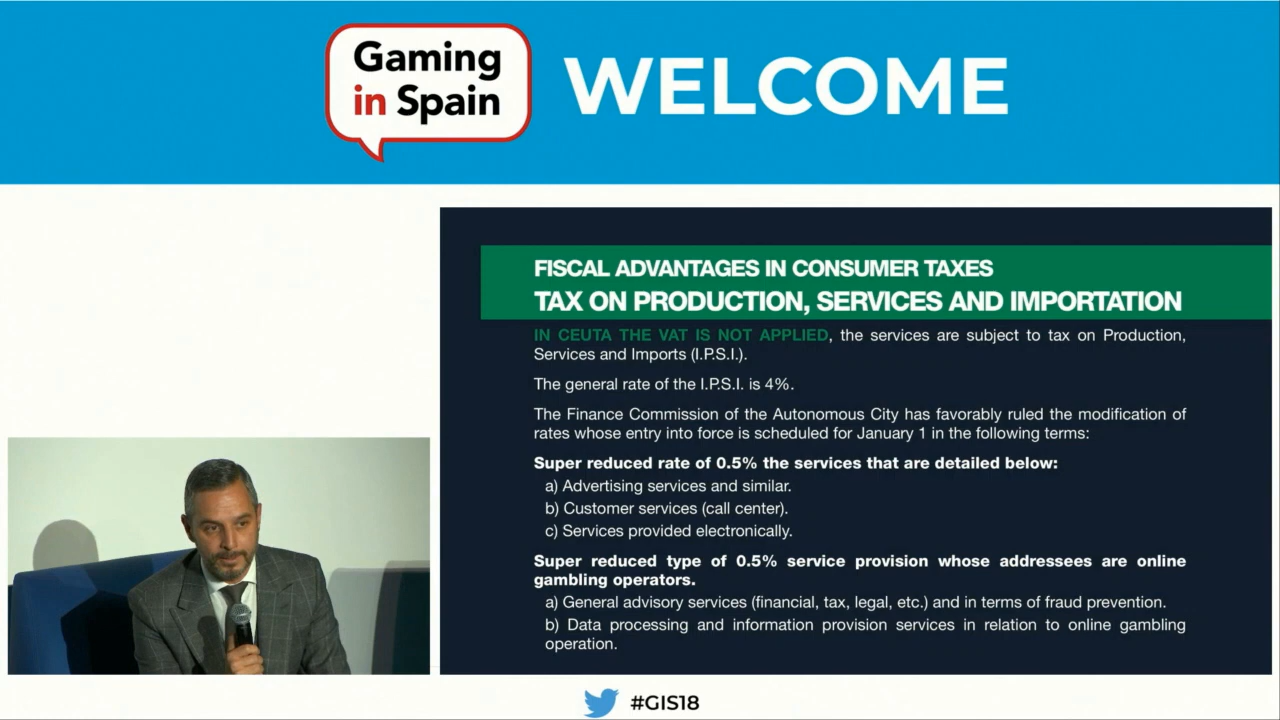 Gaming
in Spain
WELCOME
FISCAL ADVANTAGES IN CONSUMER TAXES
TAX ON PRODUCTION, SERVICES AND IMPORTATION
IN CEUTA THE VAT IS NOT APPLIED, the services are subject to tax on Production,
Services and Imports (I.P.S.I.).
The general rate of the I.P.S.I. is 4%.
The Finance Commission of the Autonomous City has favorably ruled the modification of
rates whose entry into force is scheduled for January 1 in the following terms:
Super reduced rate of 0.5% the services that are detailed below:
a) Advertising services and similar.
b) Customer services (call center).
c) Services provided electronically.
Super reduced type of 0.5% service provision whose addressees are online
gambling operators.
a) General advisory services (financial, tax, legal, etc.) and in terms of fraud prevention.
b) Data processing and information provision services in relation to online gambling
operation.
#GIS18